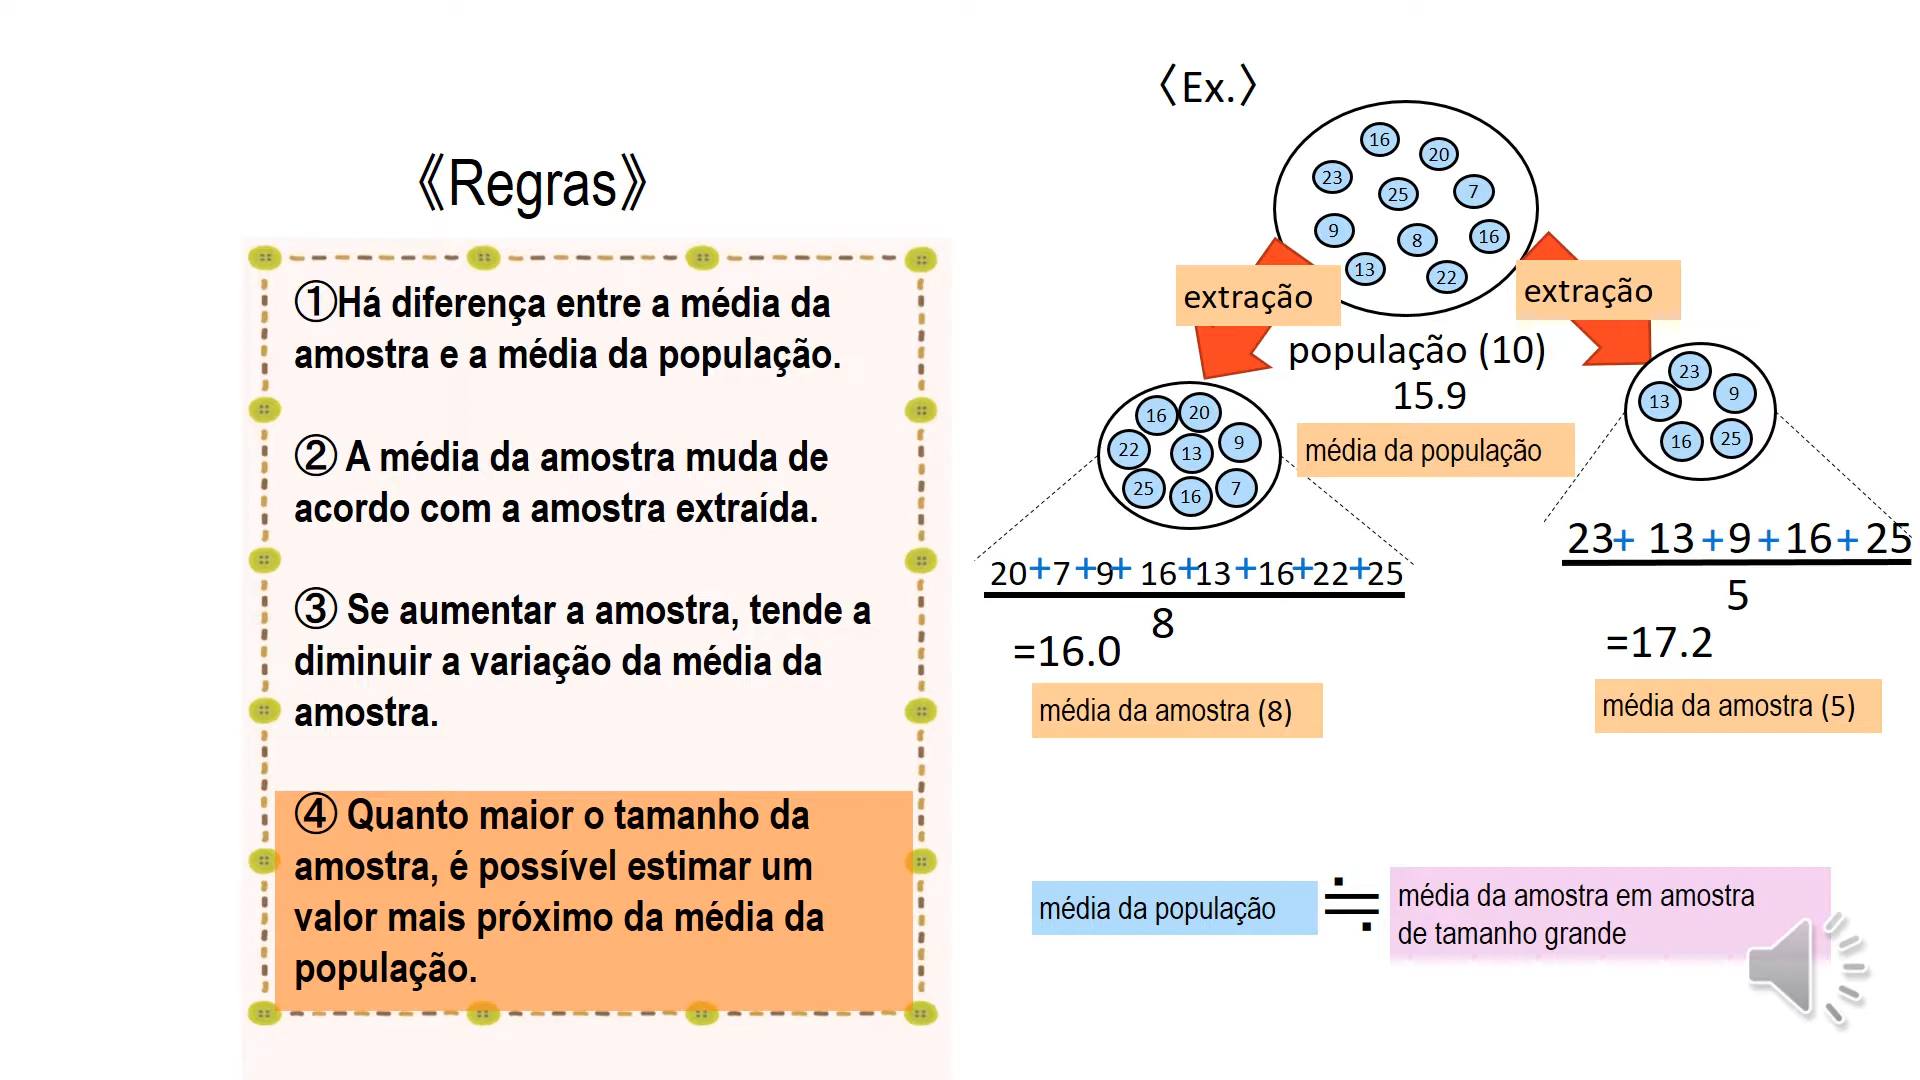 《Regras》
①Há diferença entre a média da
amostra e a média da população.
② A média da amostra muda de
acordo com a amostra extraída.
③ Se aumentar a amostra, tende a
diminuir a variação da média da
amostra.
④ Quanto maior o tamanho da
amostra, é possível estimar um
valor mais próximo da média da
população.
〈Ex.〉
16
20
23
25
7
9
8
16
13
22
extração
extração
população (10)
15.9
média da população
16
20
22
13
9
25
16
7
20+7+9+ 16+13+16+22+25
8
=16.0
média da amostra (8)
23
13
9
16
25
23+ 13+9+16+25
5
=17.2
média da amostra (5)
média da população
≒
média da amostra em amostra
de tamanho grande